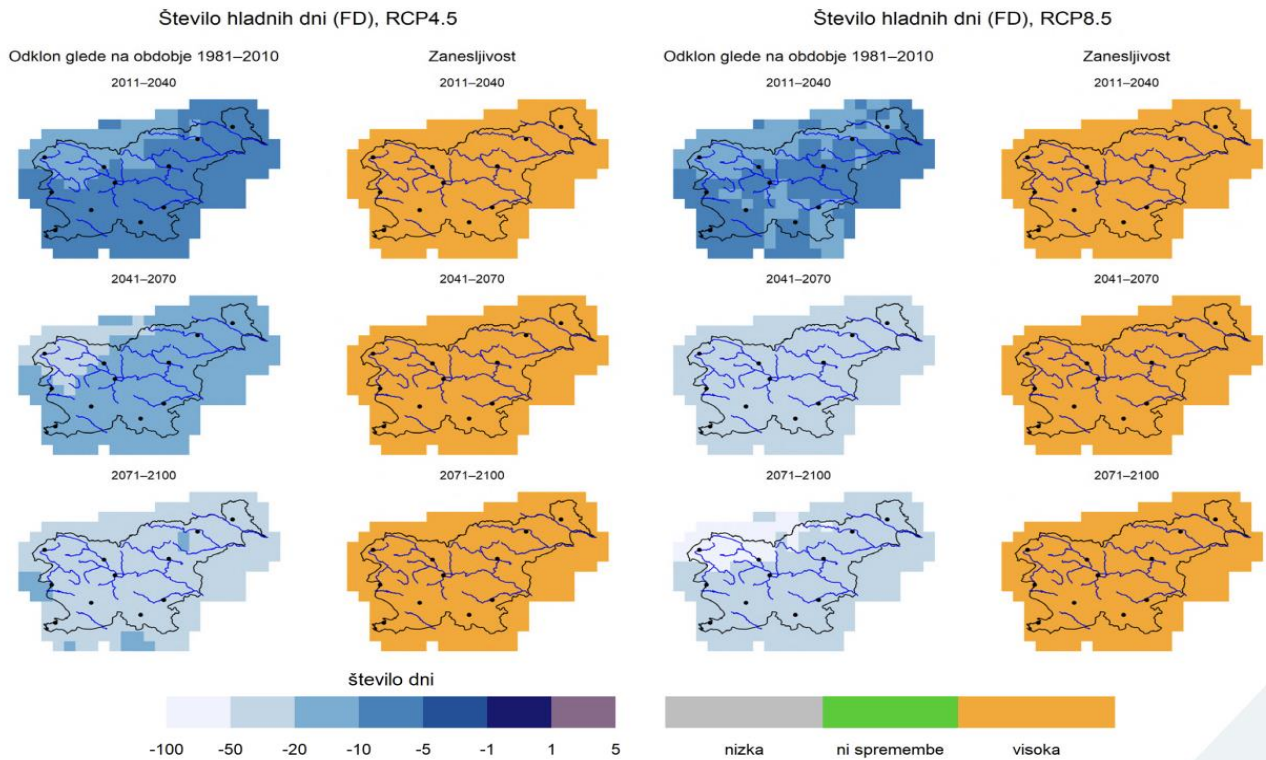 Število hladnih dni (FD), RCP4.5
Število hladnih dni (FD), RCP8.5
Odklon glede na obdobje 1981–2010
Zanesljivost
Odklon glede na obdobje 1981–2010
Zanesljivost
2011–2040
2011–2040
2011–2040
2011–2040
2041–2070
2041–2070
2041–2070
2041–2070
2071–2100
2071–2100
2071–2100
2071–2100
število dni
-100 -50 -20 -10 -5 -1 1 5
nizka ni spremembe visoka